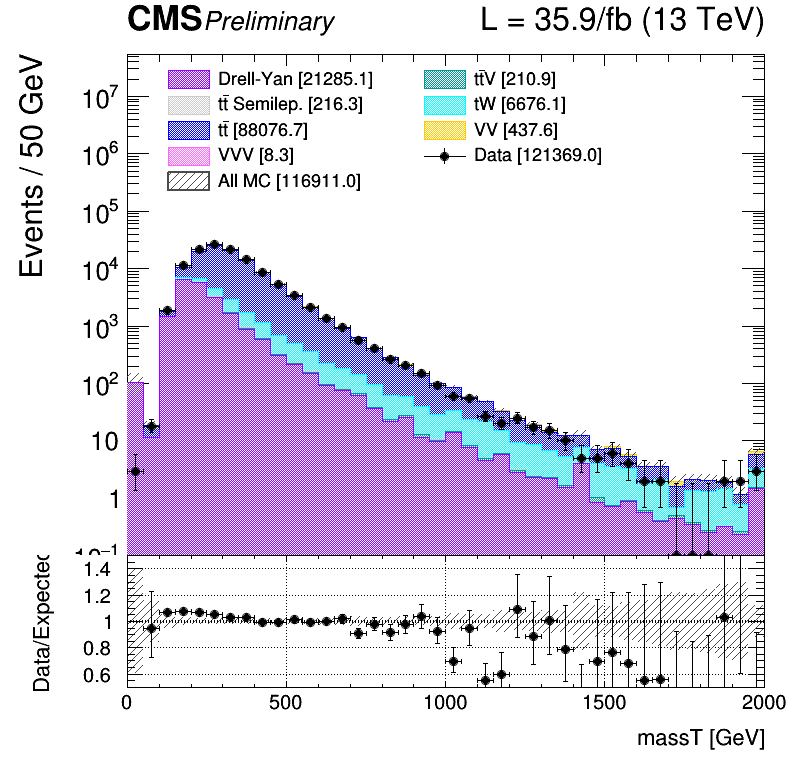 CMS Preliminary L = 35.9/fb (13 TeV)
Events / 50 GeV
Drell-Yan [21285.1]
tt̄ Semilep. [216.3]
tt̄ [88076.7]
VVV [8.3]
All MC [116911.0]
tt̄V [210.9]
tW [6676.1]
VV [437.6]
Data [121369.0]
10⁷
10⁶
10⁵
10⁴
10³
10²
10
1
10⁻¹
Data/Expected
1.4
1.2
1
0.8
0.6
0 500 1000 1500 2000
massT [GeV]